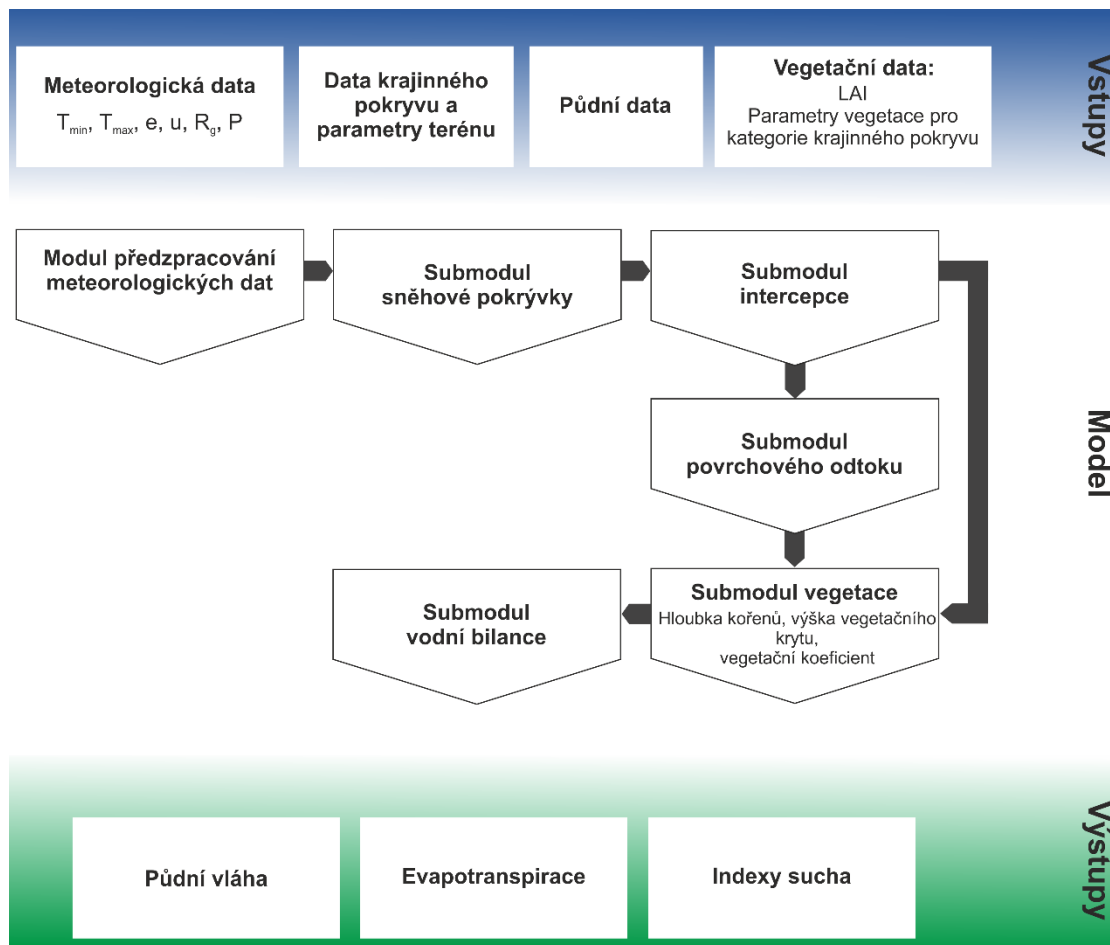 Meteorologická data
Tmin, Tmax, e, u, Rg, P
Data krajinného
pokryvu a
parametry terénu
Půdní data
Vegetační data:
LAI
Parametry vegetace pro
kategorie krajinného pokryvu
Vstupy
Modul předzpracování
meteorologických dat
Submodul
sněhové pokrývky
Submodul
intercepce
Submodul
povrchového odtoku
Model
Submodul
vodní bilance
Submodul vegetace
Hloubka kořenů, výška vegetačního
krytu,
vegetační koeficient
Půdní vláha
Evapotranspirace
Indexy sucha
Výstupy